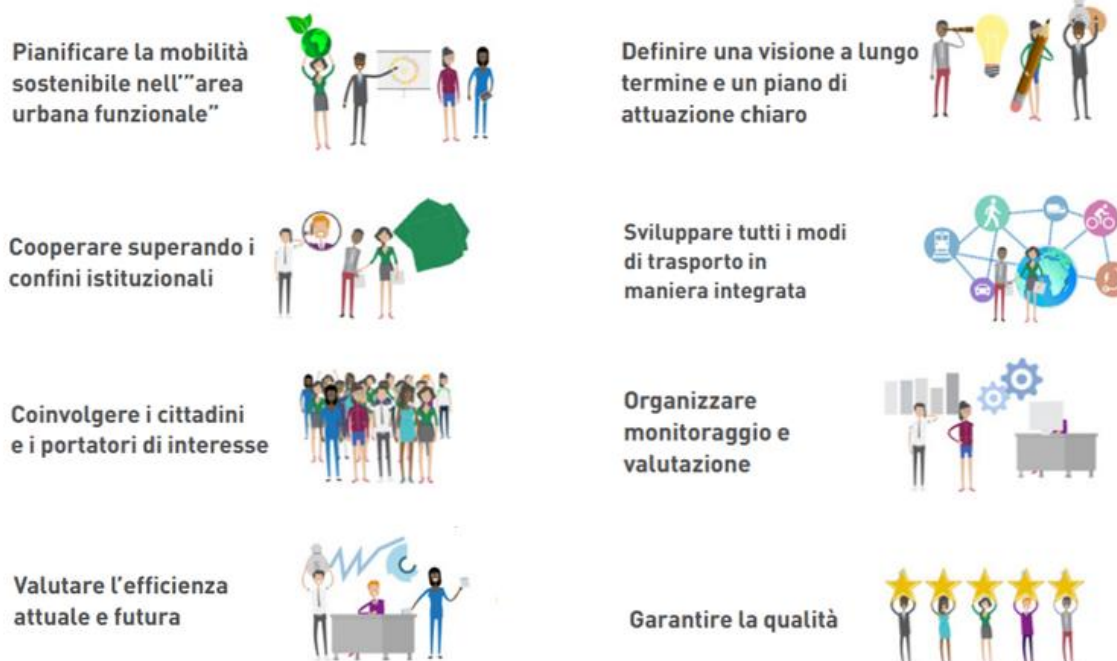 Pianificare la mobilità
sostenibile nell'"area
urbana funzionale"
Definire una visione a lungo
termine e un piano di
attuazione chiaro
Cooperare superando i
confini istituzionali
Sviluppare tutti i modi
di trasporto in
maniera integrata
Coinvolgere i cittadini
e i portatori di interesse
Organizzare
monitoraggio e
valutazione
Valutare l'efficienza
attuale e futura
Garantire la qualità